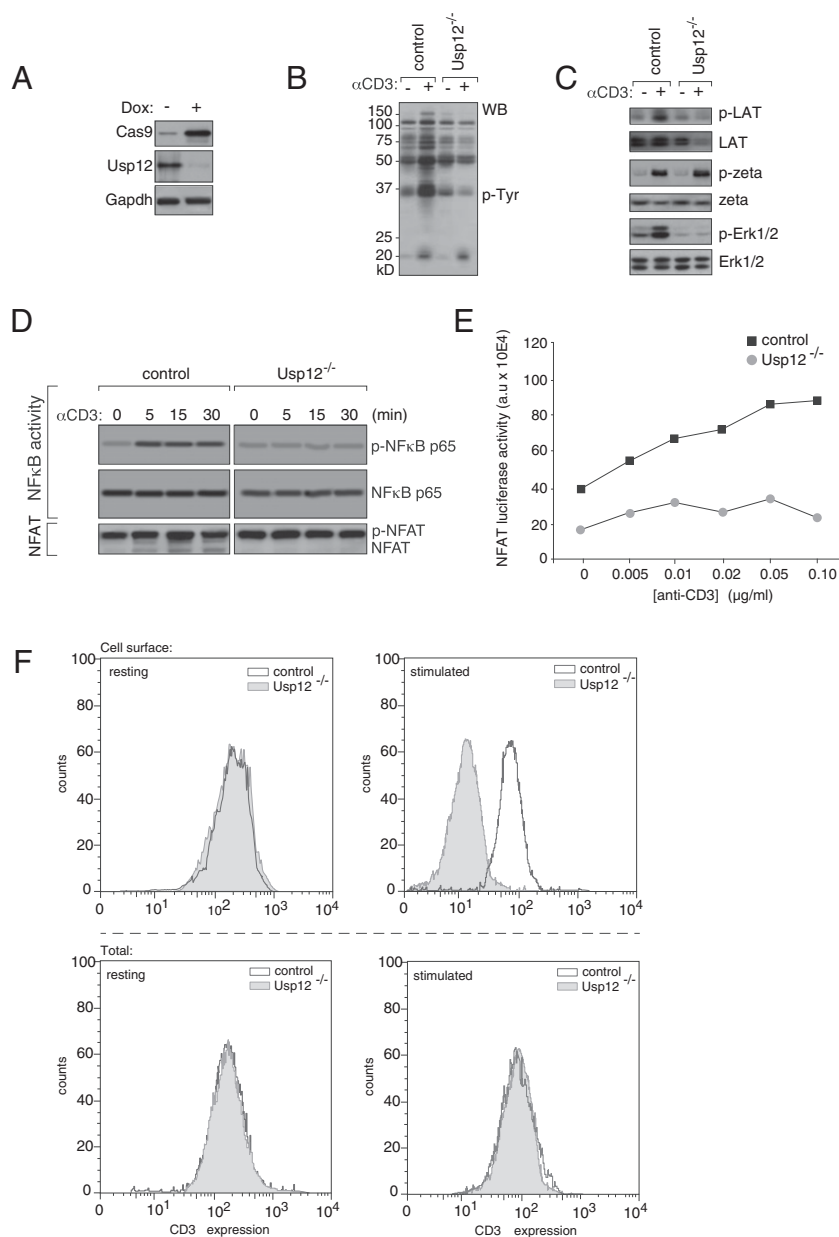 A
Dox: - +
Cas9
Usp12
Gapdh
B
control
Usp12-/-
αCD3: - + - +
WB
150
100
75
50
37
25
20
kD
p-Tyr
C
control
Usp12-/-
αCD3: - + - +
p-LAT
LAT
p-zeta
zeta
p-Erk1/2
Erk1/2
D
control
Usp12-/-
αCD3: 0 5 15 30 0 5 15 30 (min)
NFκB activity
p-NFκB p65
NFκB p65
NFAT
p-NFAT
NFAT
E
control
Usp12-/-
NFAT luciferase activity (a.u x 10E4)
120
100
80
60
40
20
0
0 0.005 0.01 0.02 0.05 0.10
[anti-CD3] (µg/ml)
F
Cell surface:
resting
control
Usp12 -/-
counts
100
80
60
40
20
0
0 10^1 10^2 10^3 10^4
stimulated
control
Usp12 -/-
counts
100
80
60
40
20
0
0 10^1 10^2 10^3 10^4
Total:
resting
control
Usp12 -/-
counts
100
80
60
40
20
0
0 10^1 10^2 10^3 10^4
CD3 expression
stimulated
control
Usp12 -/-
counts
100
80
60
40
20
0
0 10^1 10^2 10^3 10^4
CD3 expression